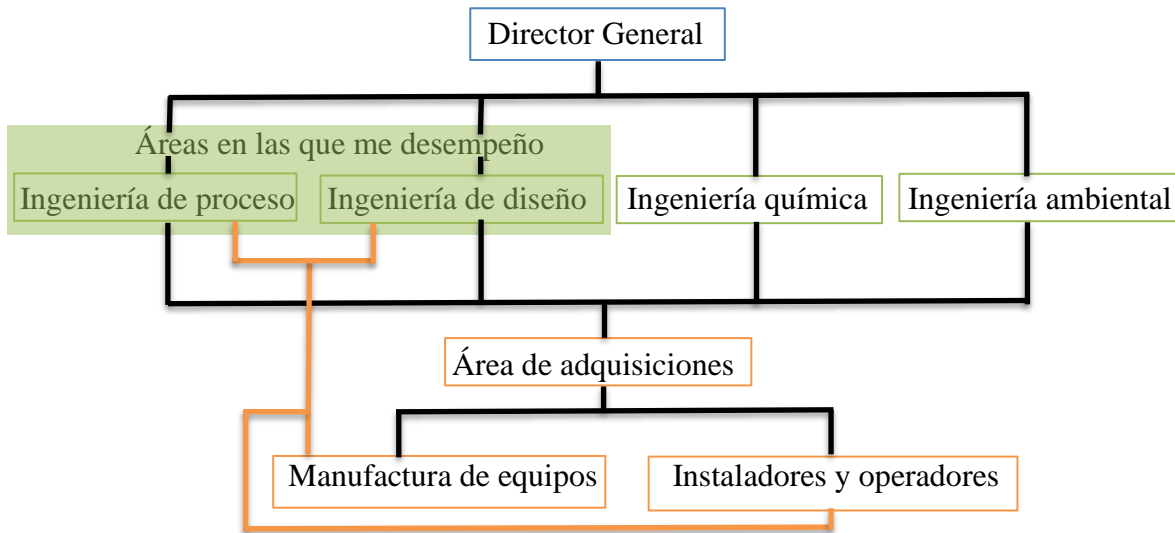 Director General
Áreas en las que me desempeño
Ingeniería de proceso
Ingeniería de diseño
Ingeniería química
Ingeniería ambiental
Área de adquisiciones
Manufactura de equipos
Instaladores y operadores